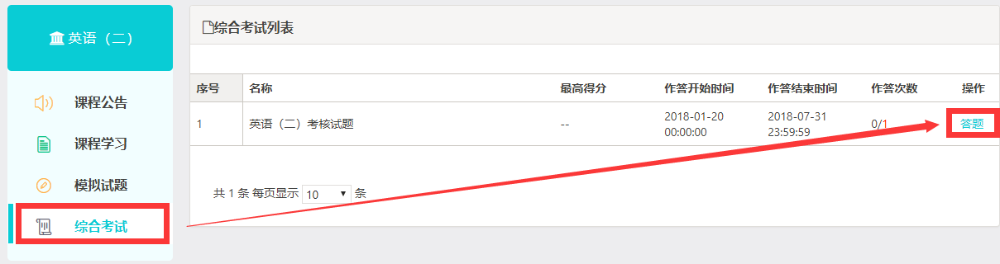 英语（二）
课程公告
课程学习
模拟试题
综合考试
综合考试列表
序号 名称 最高得分 作答开始时间 作答结束时间 作答次数 操作
1 英语（二）考核试题 -- 2018-01-20 00:00:00 2018-07-31 23:59:59 0/1 答题
共 1 条 每页显示 10 条